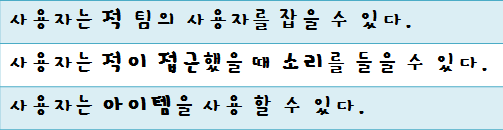 사용자는 적 팀의 사용자를 잡을 수 있다.
사용자는 적이 접근했을 때 소리를 들을 수 있다.
사용자는 아이템을 사용 할 수 있다.